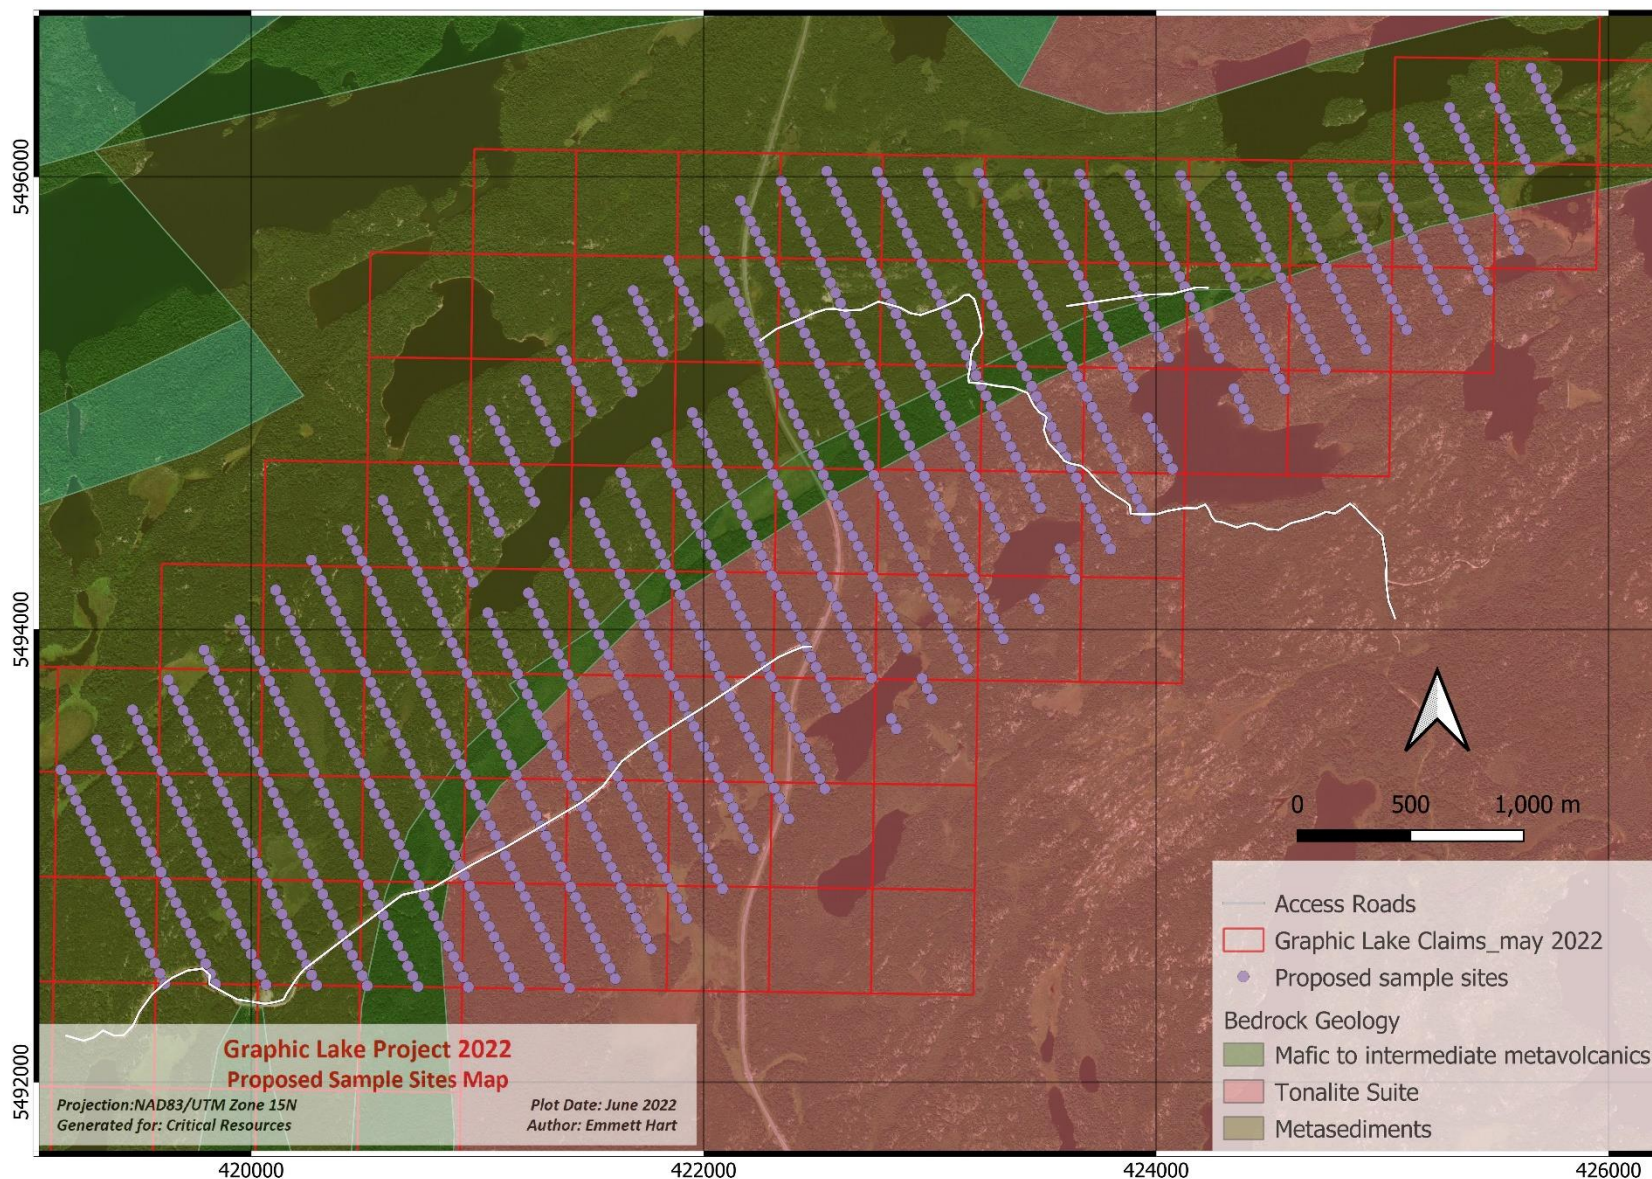 5496000
5494000
5492000
0 500 1,000 m
Access Roads
Graphic Lake Claims_may 2022
Proposed sample sites
Bedrock Geology
Mafic to intermediate metavolcanics
Tonalite Suite
Metasediments
Graphic Lake Project 2022
Proposed Sample Sites Map
Projection:NAD83/UTM Zone 15N Plot Date: June 2022
Generated for: Critical Resources Author: Emmett Hart
420000 422000 424000 426000